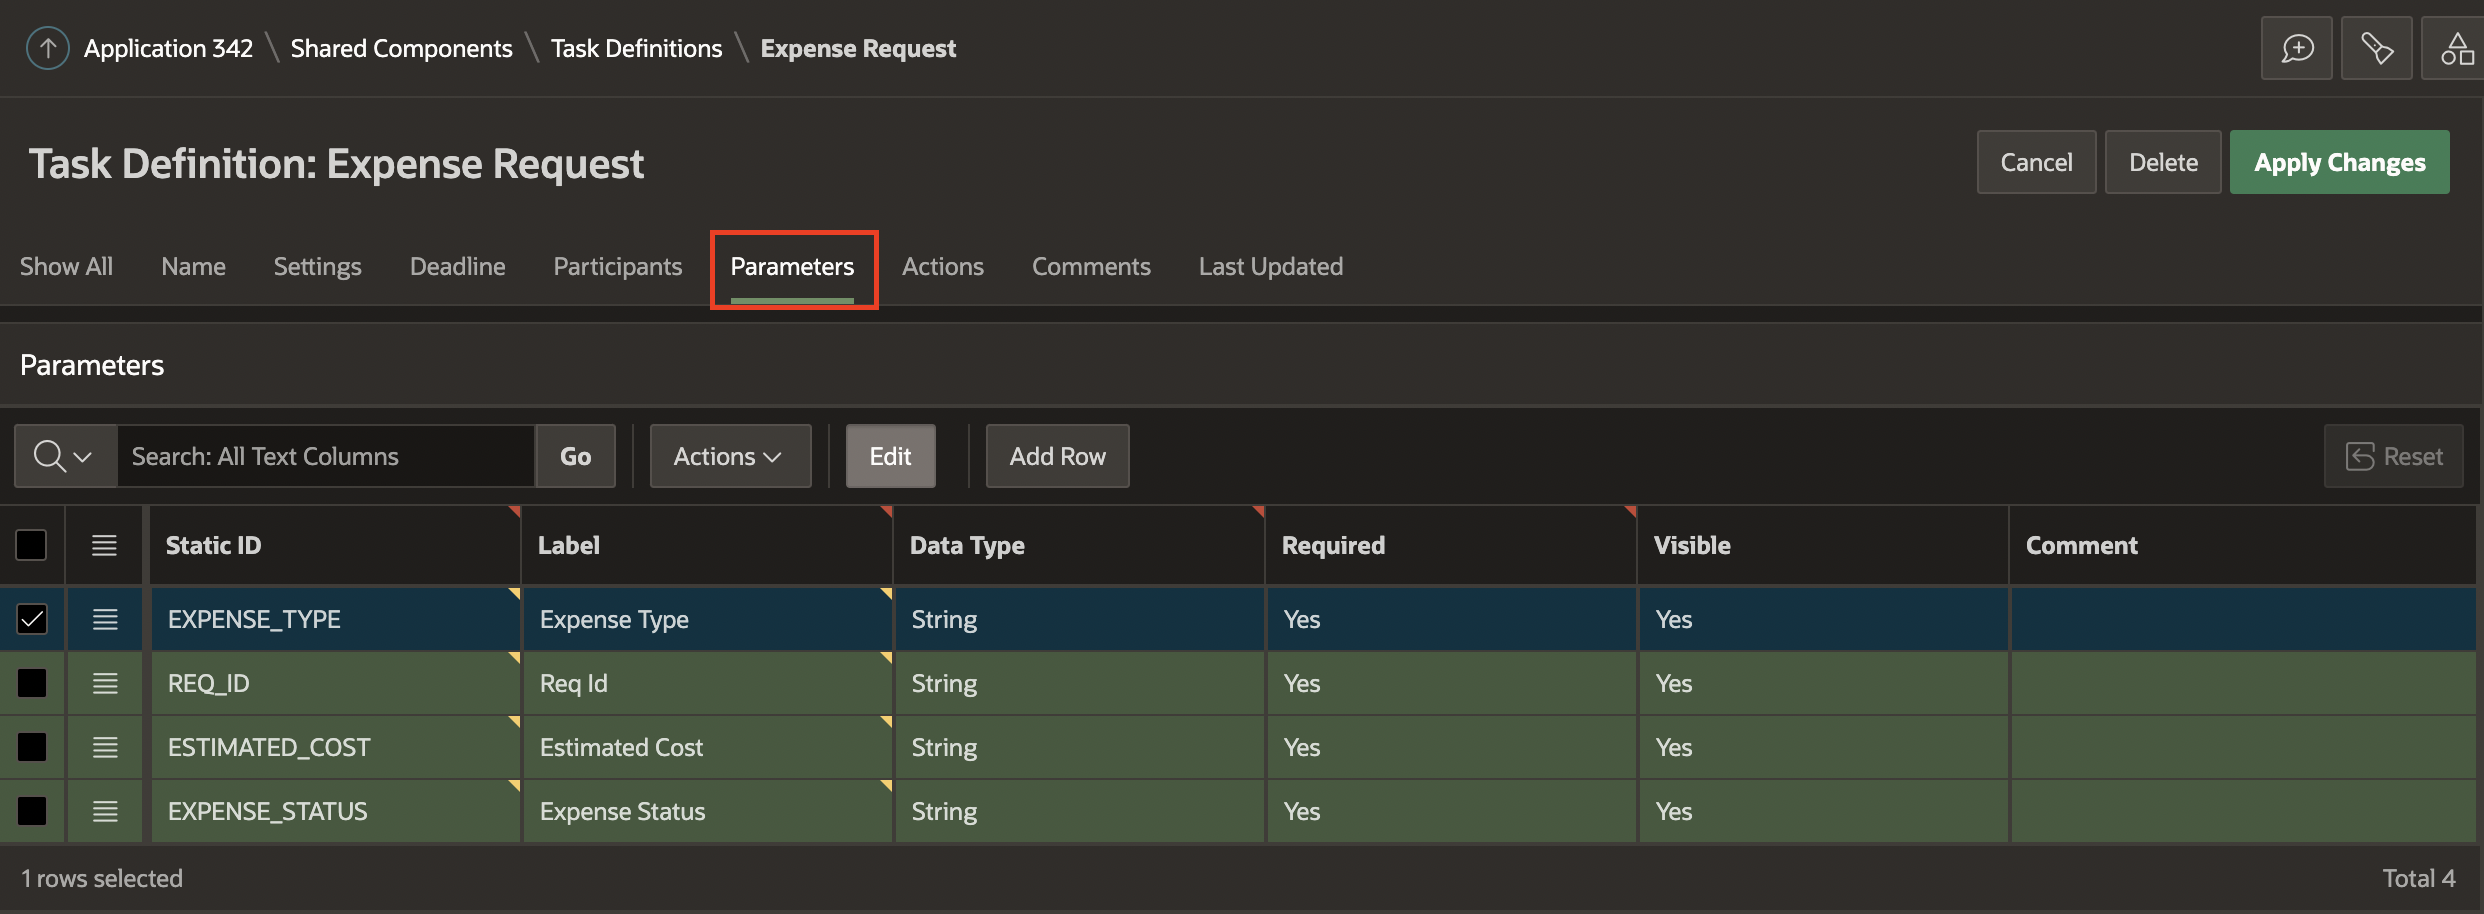 Application 342 \ Shared Components \ Task Definitions \ Expense Request
Task Definition: Expense Request
Cancel Delete Apply Changes
Show All Name Settings Deadline Participants Parameters Actions Comments Last Updated
Parameters
Search: All Text Columns Go Actions Edit Add Row Reset
Static ID Label Data Type Required Visible Comment
EXPENSE_TYPE Expense Type String Yes Yes
REQ_ID Req Id String Yes Yes
ESTIMATED_COST Estimated Cost String Yes Yes
EXPENSE_STATUS Expense Status String Yes Yes
1 rows selected Total 4